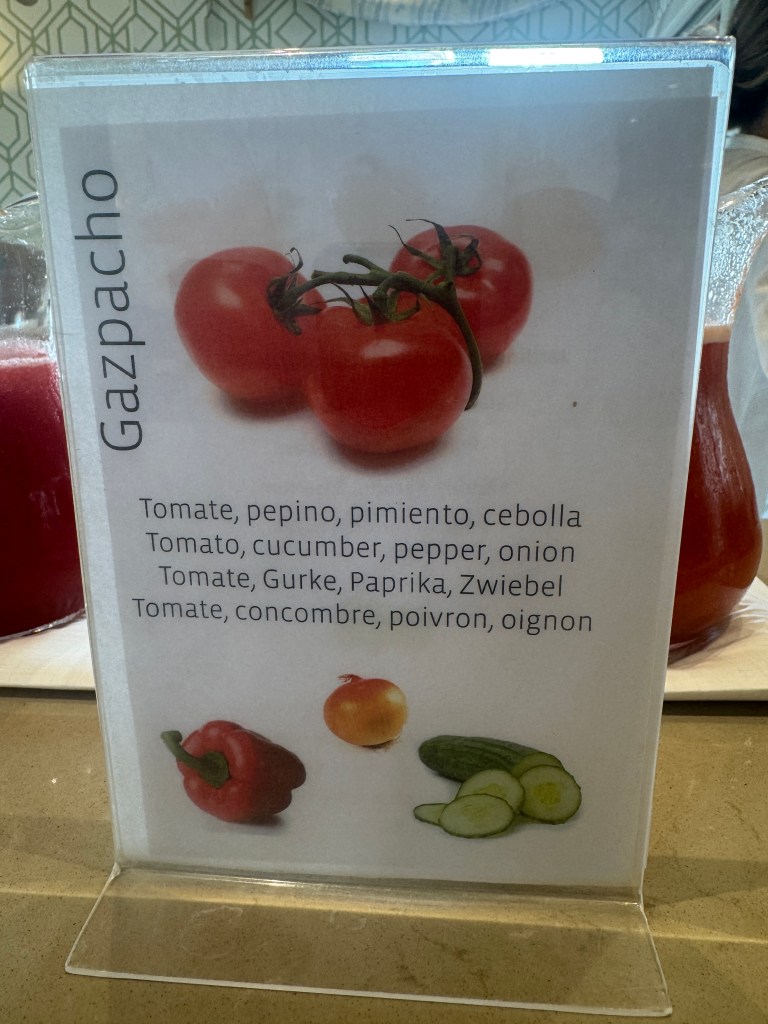 Gazpacho
Tomate, pepino, pimiento, cebolla
Tomato, cucumber, pepper, onion
Tomate, Gurke, Paprika, Zwiebel
Tomate, concombre, poivron, oignon